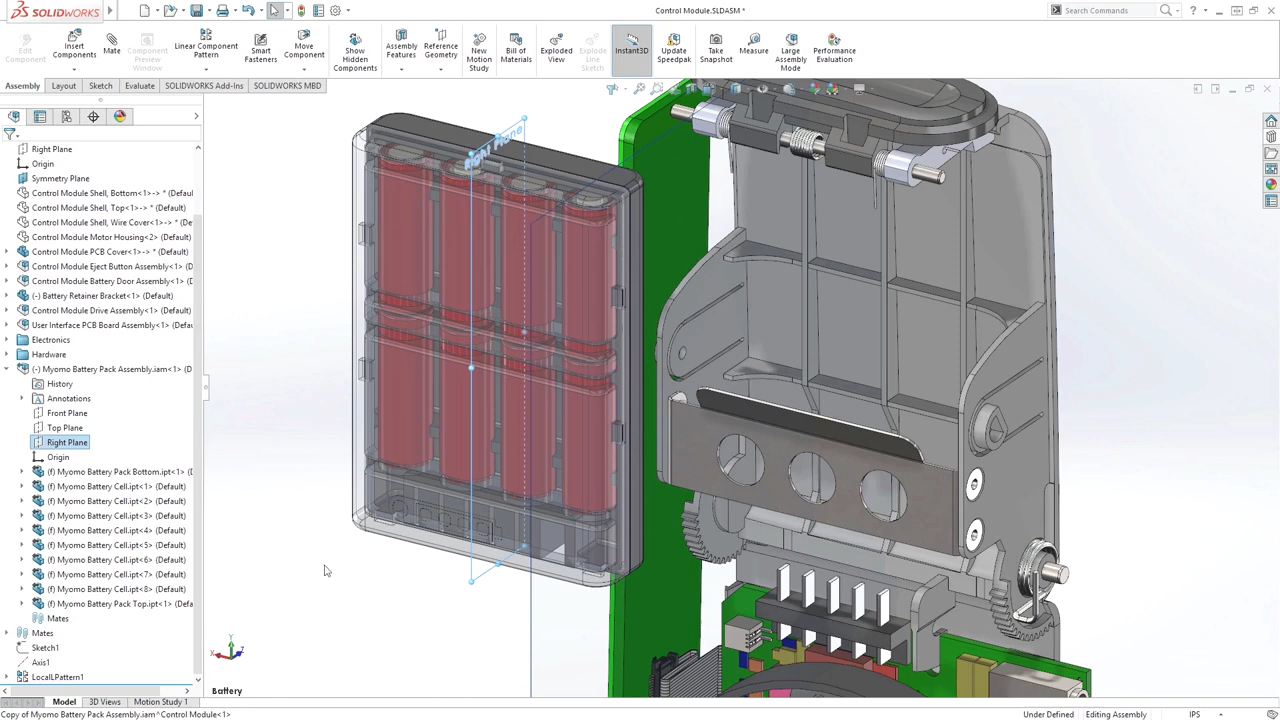 SOLIDWORKS
Control Module.SLDASM *
Search Commands
Edit
Component
Insert
Components
Mate
Component
Preview
Window
Linear Component
Pattern
Smart
Fasteners
Move
Component
Show
Hidden
Components
Assembly
Features
Reference
Geometry
New
Motion
Study
Bill of
Materials
Exploded
View
Explode
Line
Sketch
Instant3D
Update
Speedpak
Take
Snapshot
Measure
Large
Assembly
Mode
Performance
Evaluation
Assembly
Layout
Sketch
Evaluate
SOLIDWORKS Add-Ins
SOLIDWORKS MBD
Right Plane
Origin
Symmetry Plane
Control Module Shell, Bottom<1>-> * (Defaul
Control Module Shell, Top<1>-> * (Default)
Control Module Shell, Wire Cover<1>-> * (De
Control Module Motor Housing<2> (Default)
Control Module PCB Cover<1>-> * (Default)
Control Module Eject Button Assembly<1> (
Control Module Battery Door Assembly<1> (
(-) Battery Retainer Bracket<1> (Default)
Control Module Drive Assembly<1> (Default)
User Interface PCB Board Assembly<1> (Defa
Electronics
Hardware
(-) Myomo Battery Pack Assembly.iam<1> (D
History
Annotations
Front Plane
Top Plane
Right Plane
Origin
(f) Myomo Battery Pack Bottom.ipt<1> (D
(f) Myomo Battery Cell.ipt<1> (Default)
(f) Myomo Battery Cell.ipt<2> (Default)
(f) Myomo Battery Cell.ipt<3> (Default)
(f) Myomo Battery Cell.ipt<4> (Default)
(f) Myomo Battery Cell.ipt<5> (Default)
(f) Myomo Battery Cell.ipt<6> (Default)
(f) Myomo Battery Cell.ipt<7> (Default)
(f) Myomo Battery Cell.ipt<8> (Default)
(f) Myomo Battery Pack Top.ipt<1> (Defa
Mates
Mates
Sketch1
Axis1
LocalLPattern1
Right Plane
X
Y
Z
Battery
Model
3D Views
Motion Study 1
Copy of Myomo Battery Pack Assembly.iam^Control Module<1>
Under Defined
Editing Assembly
IPS